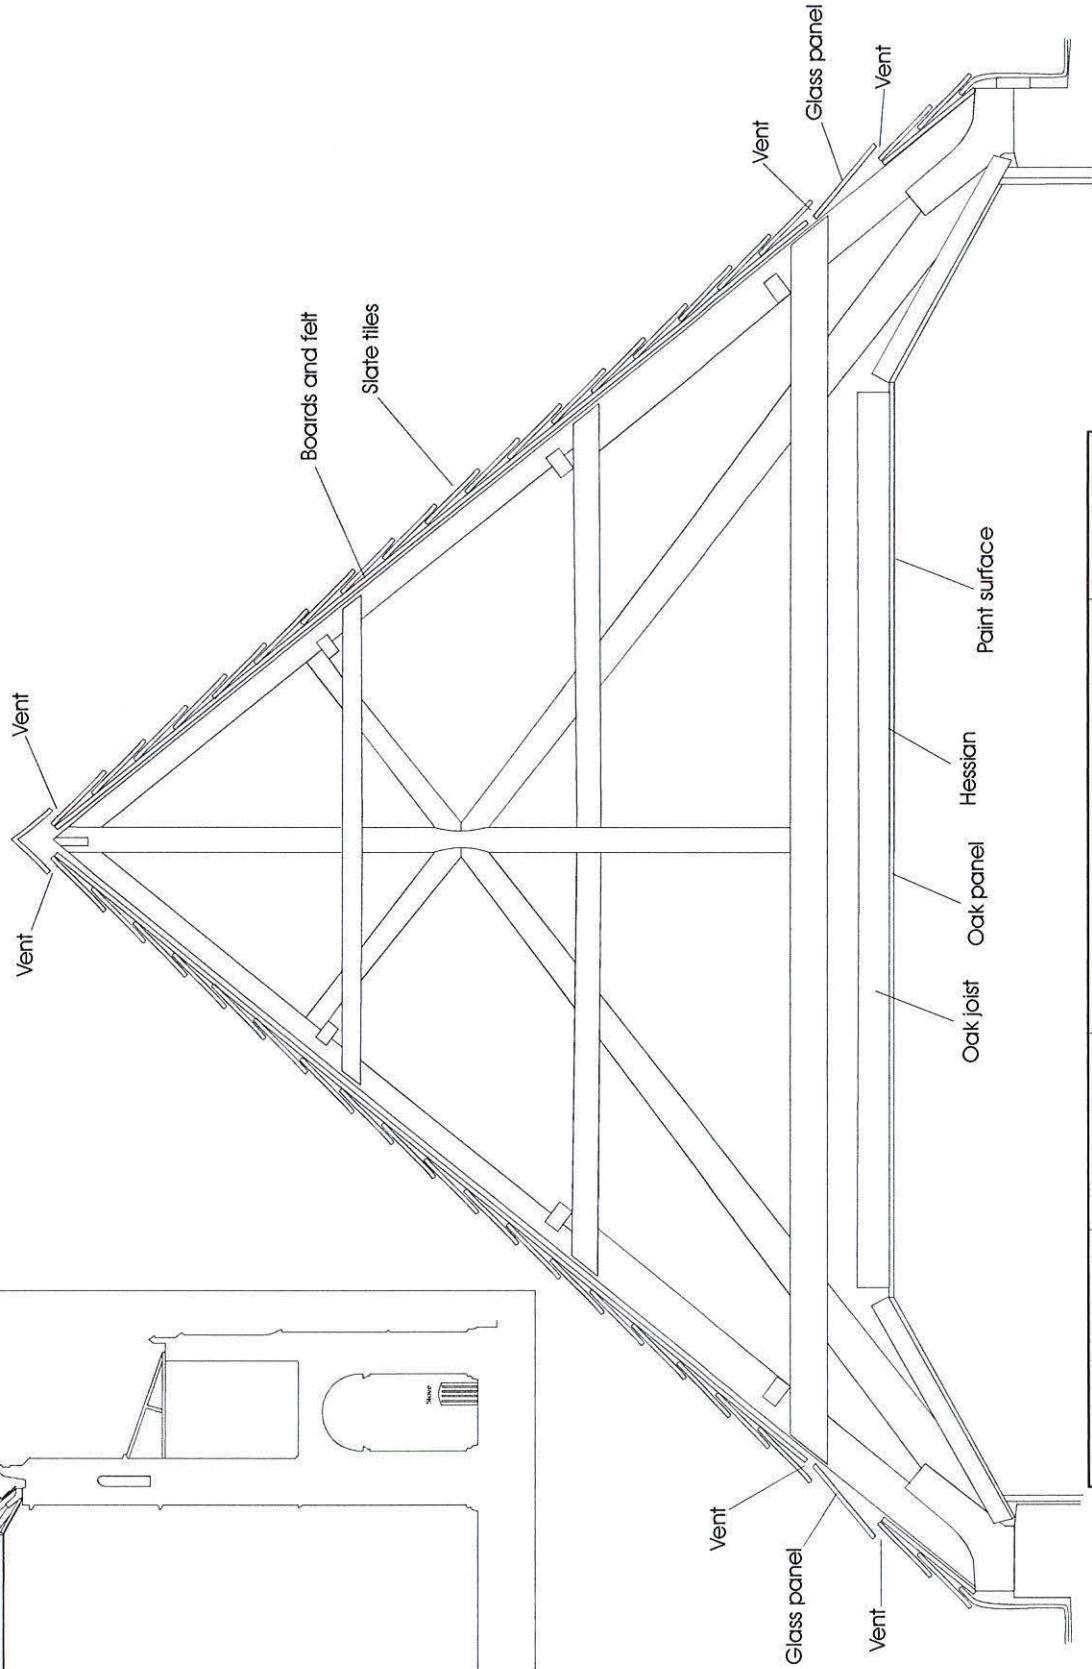 Vent
Vent
Boards and felt
Slate tiles
Vent
Glass panel
Vent
Vent
Glass panel
Vent
Oak joist
Oak panel
Hessian
Paint surface
Stove